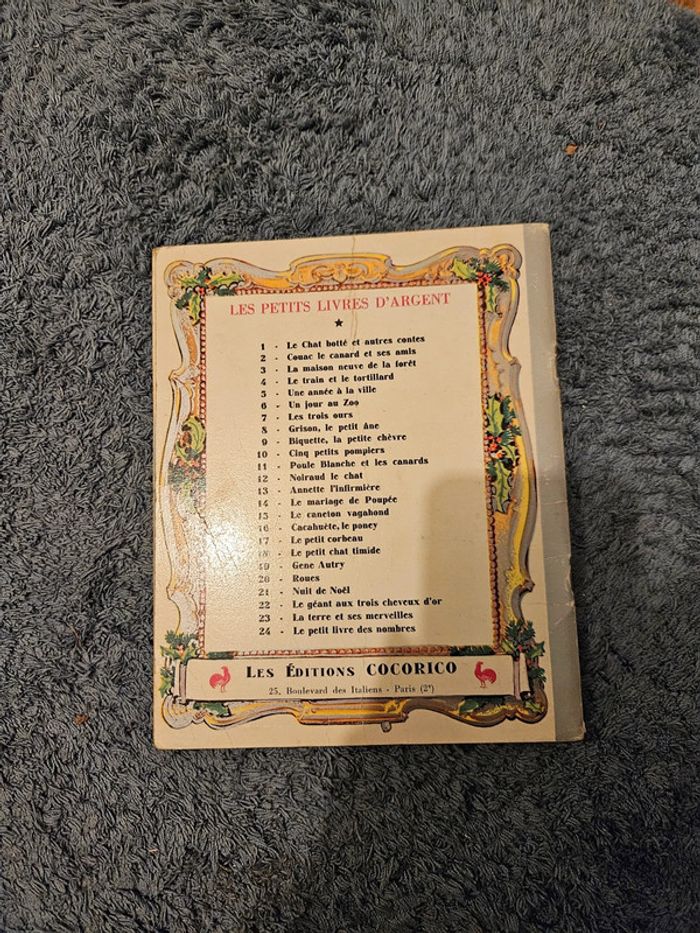 LES PETITS LIVRES D'ARGENT
★
1 - Le Chat botté et autres contes
2 - Couac le canard et ses amis
3 - La maison neuve de la forêt
4 - Le train et le tortillard
5 - Une année à la ville
6 - Un jour au Zoo
7 - Les trois ours
8 - Grison, le petit âne
9 - Biquette, la petite chèvre
10 - Cinq petits pompiers
11 - Poule Blanche et les canards
12 - Noiraud le chat
13 - Annette l'infirmière
14 - Le mariage de Poupée
15 - Le caneton vagabond
16 - Cacahuète, le poney
17 - Le petit corbeau
18 - Le petit chat timide
19 - Gene Autry
20 - Roues
21 - Nuit de Noël
22 - Le géant aux trois cheveux d'or
23 - La terre et ses merveilles
24 - Le petit livre des nombres
LES ÉDITIONS COCORICO
25, Boulevard des Italiens - Paris (2e)